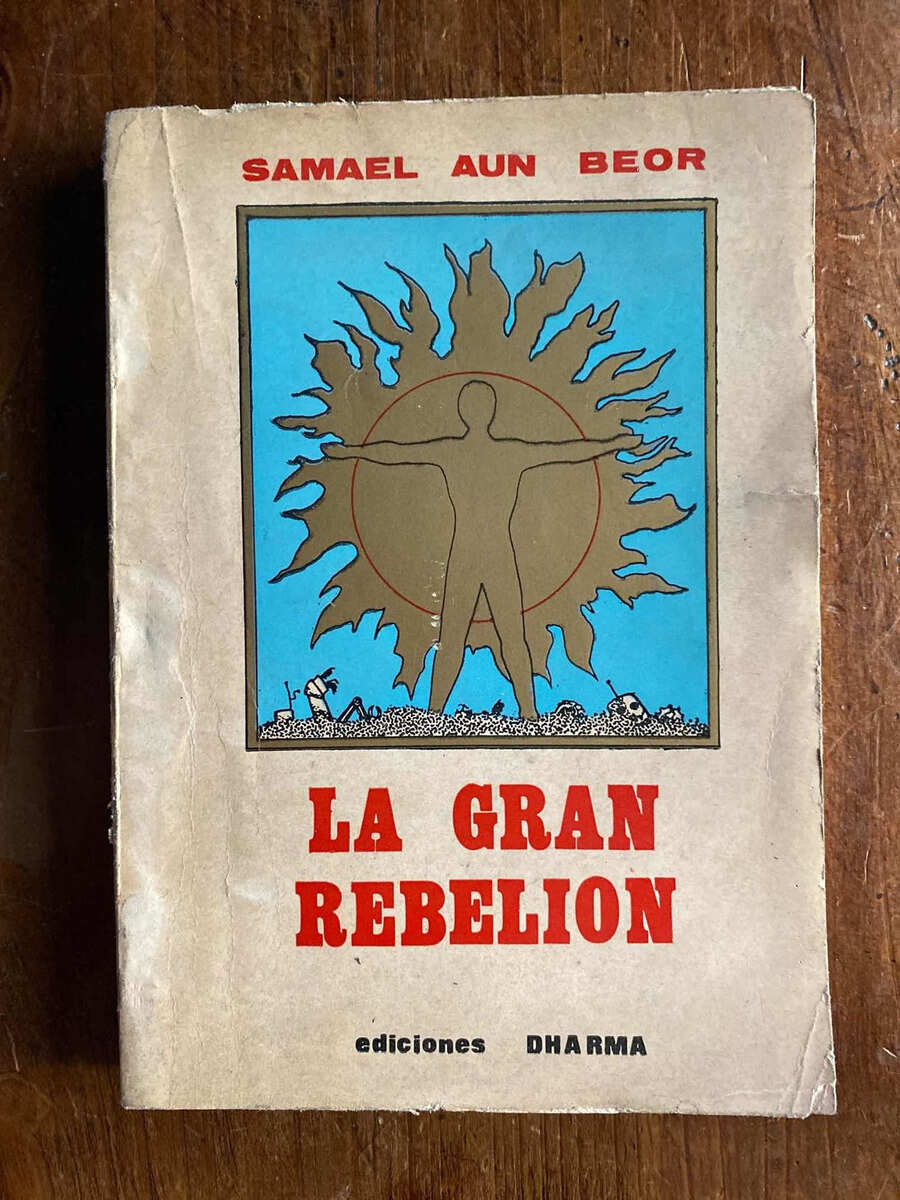 SAMAEL AUN BEOR
LA GRAN
REBELION
ediciones DHARMA